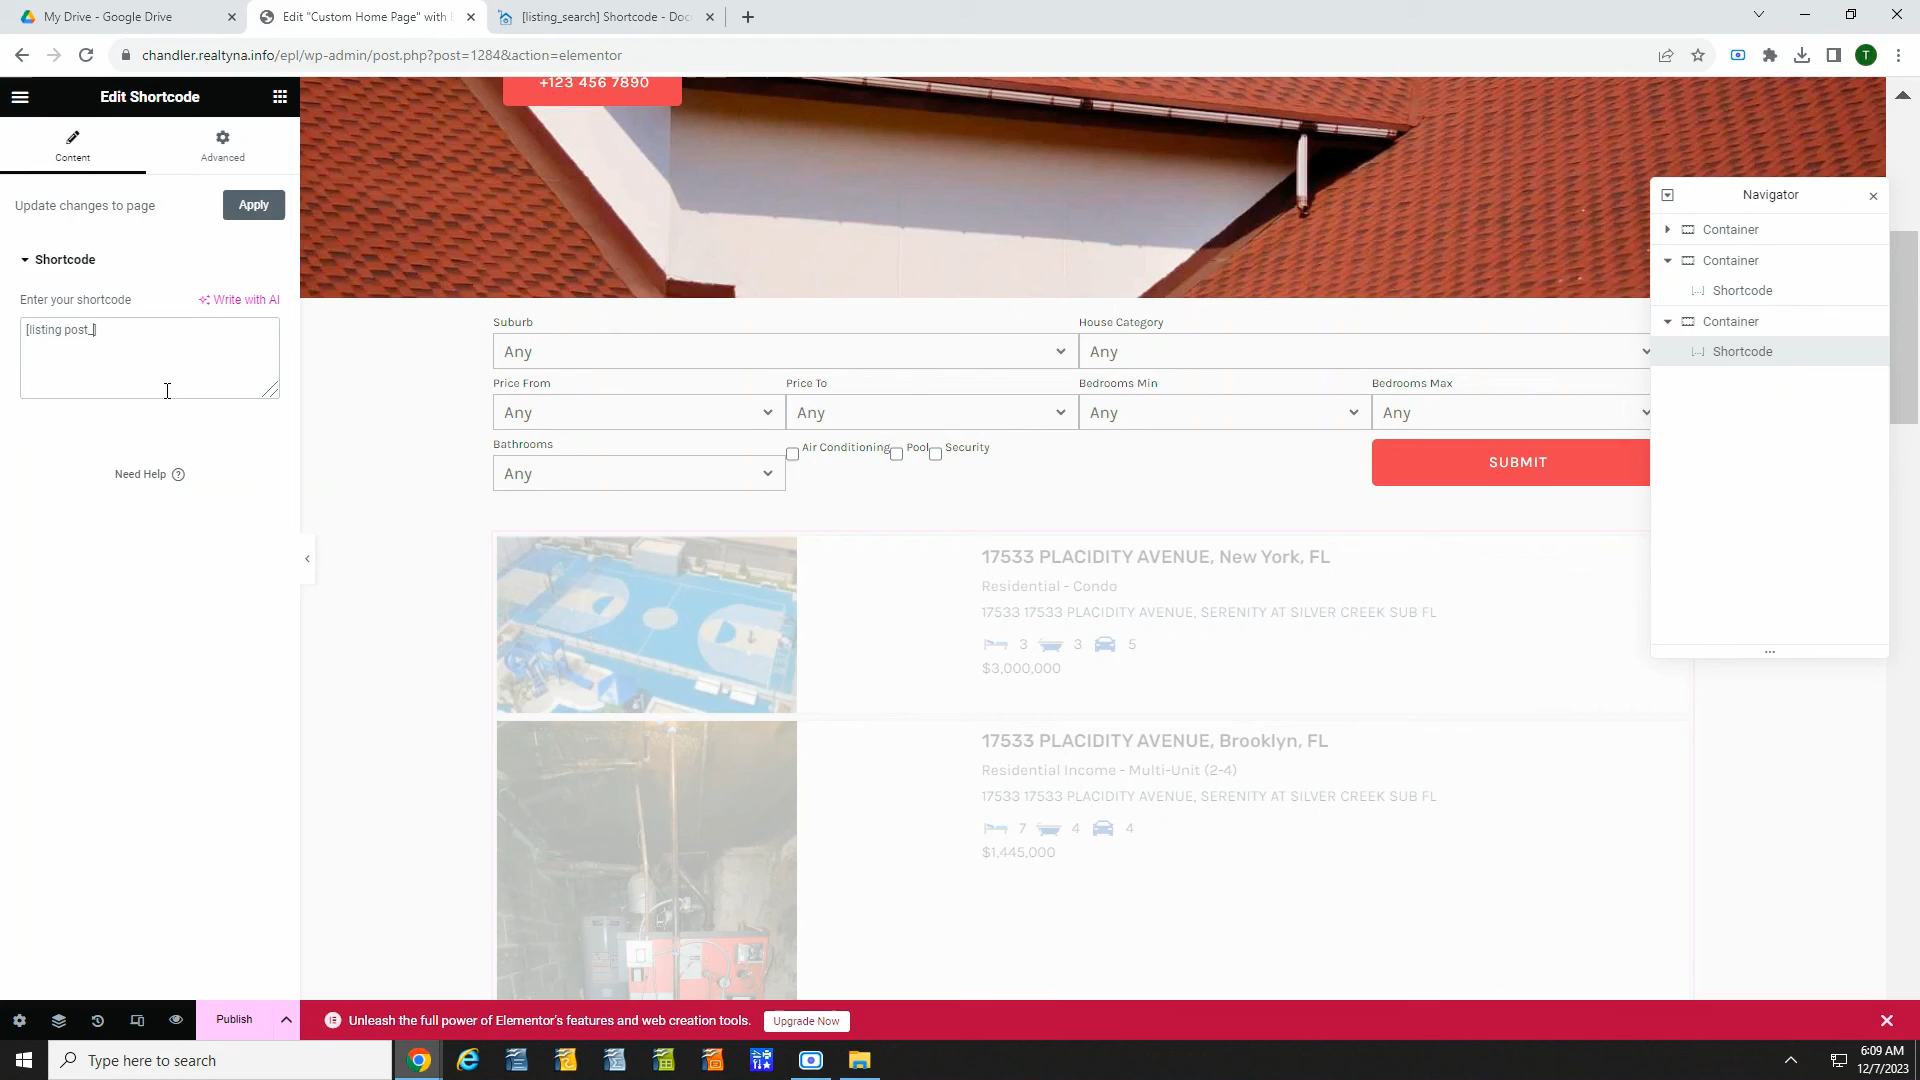 My Drive - Google Drive
Edit "Custom Home Page" with
[listing_search] Shortcode - Doc
chandler.realtyna.info/epl/wp-admin/post.php?post=1284&action=elementor
T
Edit Shortcode
Content
Advanced
Update changes to page
Apply
Shortcode
Enter your shortcode
Write with AI
[listing post_]
Need Help
+123 456 7890
Suburb
House Category
Any
Any
Price From
Price To
Bedrooms Min
Bedrooms Max
Any
Any
Any
Any
Bathrooms
Air Conditioning
Pool
Security
Any
SUBMIT
17533 PLACIDITY AVENUE, New York, FL
Residential - Condo
17533 17533 PLACIDITY AVENUE, SERENITY AT SILVER CREEK SUB FL
3 3 5
$3,000,000
17533 PLACIDITY AVENUE, Brooklyn, FL
Residential Income - Multi-Unit (2-4)
17533 17533 PLACIDITY AVENUE, SERENITY AT SILVER CREEK SUB FL
7 4 4
$1,445,000
Navigator
Container
Container
Shortcode
Container
Shortcode
Publish
Unleash the full power of Elementor's features and web creation tools.
Upgrade Now
Type here to search
6:09 AM
12/7/2023